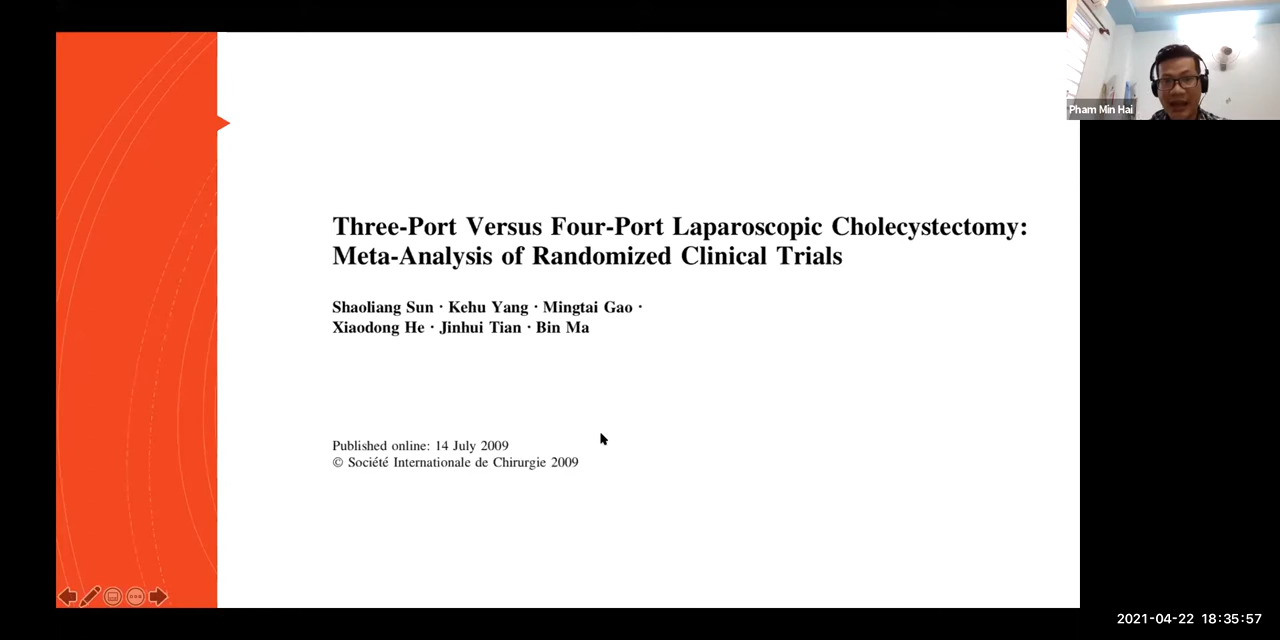 Pham Min Hai
Three-Port Versus Four-Port Laparoscopic Cholecystectomy:
Meta-Analysis of Randomized Clinical Trials
Shaoliang Sun · Kehu Yang · Mingtai Gao ·
Xiaodong He · Jinhui Tian · Bin Ma
Published online: 14 July 2009
© Société Internationale de Chirurgie 2009
2021-04-22 18:35:57